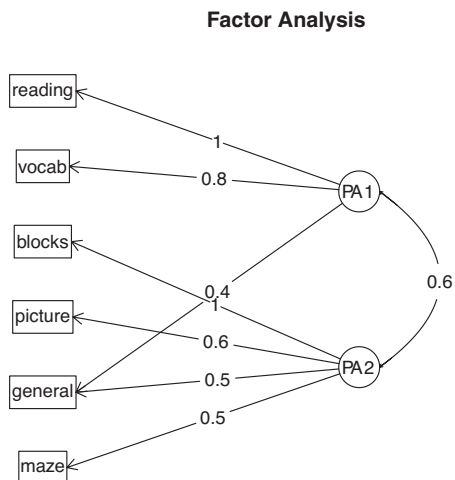 Factor Analysis
reading
1
vocab
0.8
PA1
blocks
0.4
1
0.6
picture
0.6
PA2
general
0.5
0.5
maze